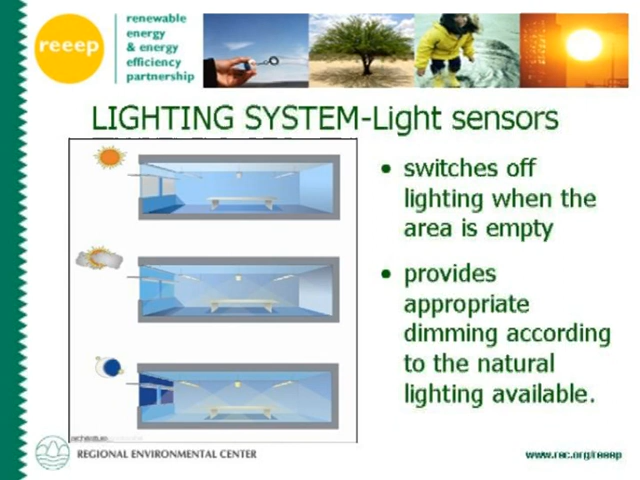 reeep
renewable
energy
& energy
efficiency
partnership
LIGHTING SYSTEM-Light sensors
• switches off
lighting when the
area is empty
• provides
appropriate
dimming according
to the natural
lighting available.
REGIONAL ENVIRONMENTAL CENTER
www.rec.org/reeep